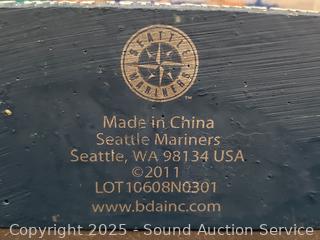 SEATTLE
MARINERS
TM
Made in China
Seattle Mariners
Seattle, WA 98134 USA
©2011
LOT10608N0301
www.bdainc.com
Copyright 2025 - Sound Auction Service